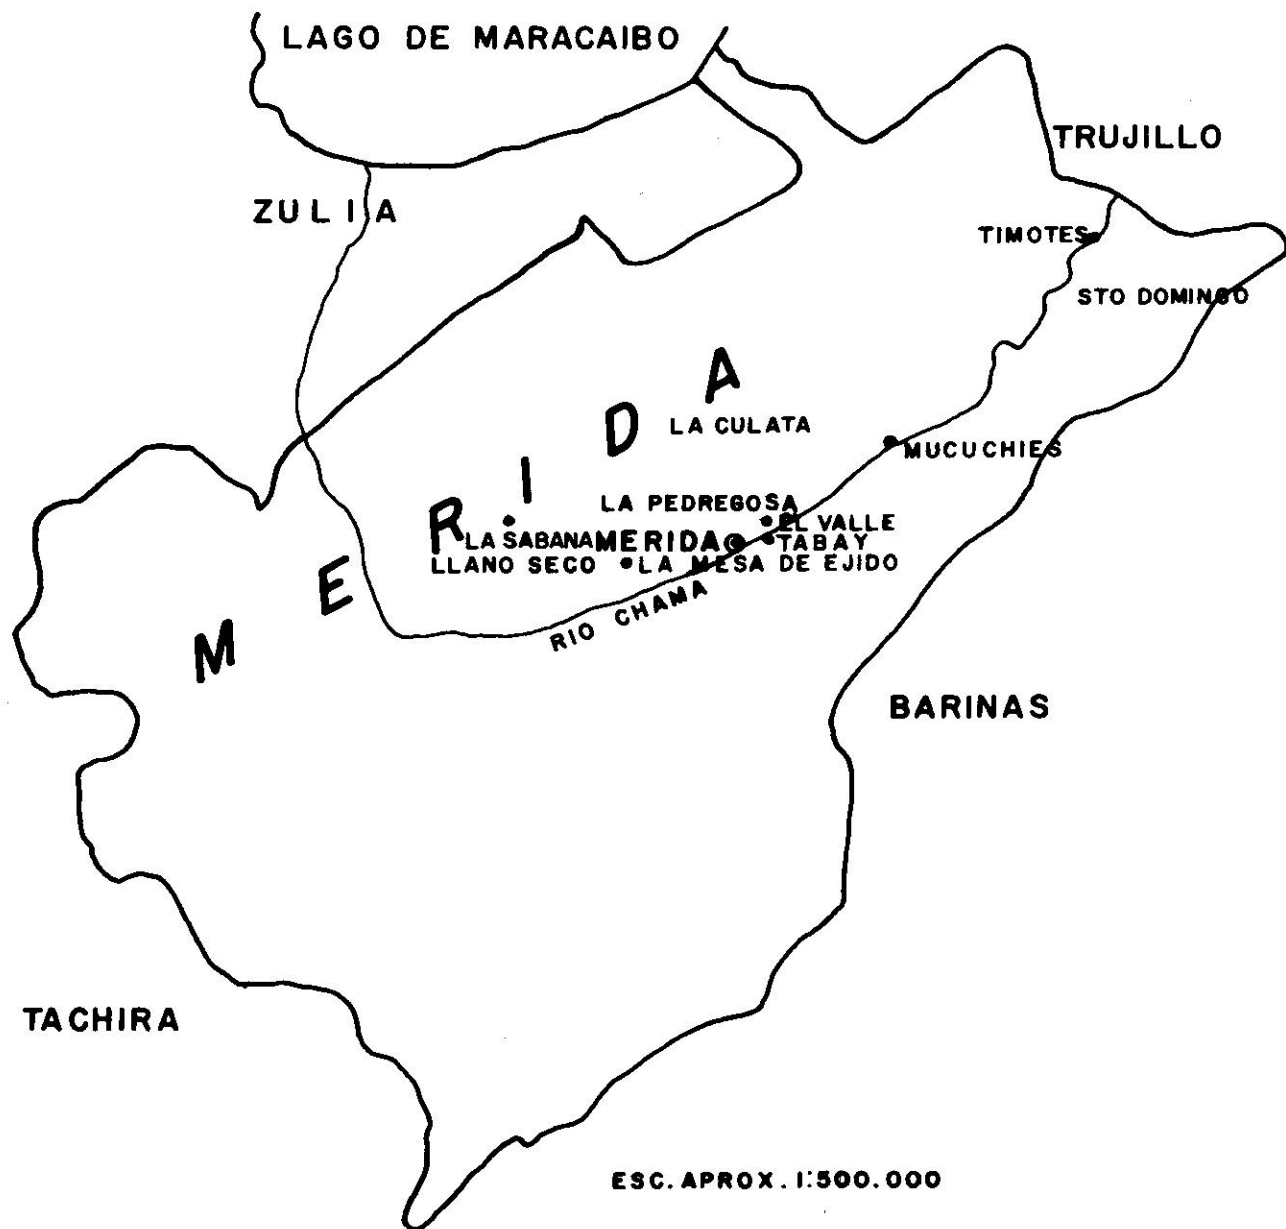 LAGO DE MARACAIBO
TRUJILLO
ZULIA
TIMOTES
STO DOMINGO
MERIDA
LA CULATA
MUCUCHIES
LA PEDREGOSA
EL VALLE
LA SABANA
MERIDA
TABAY
LLANO SECO
LA MESA DE EJIDO
RIO CHAMA
BARINAS
TACHIRA
ESC. APROX. 1:500.000